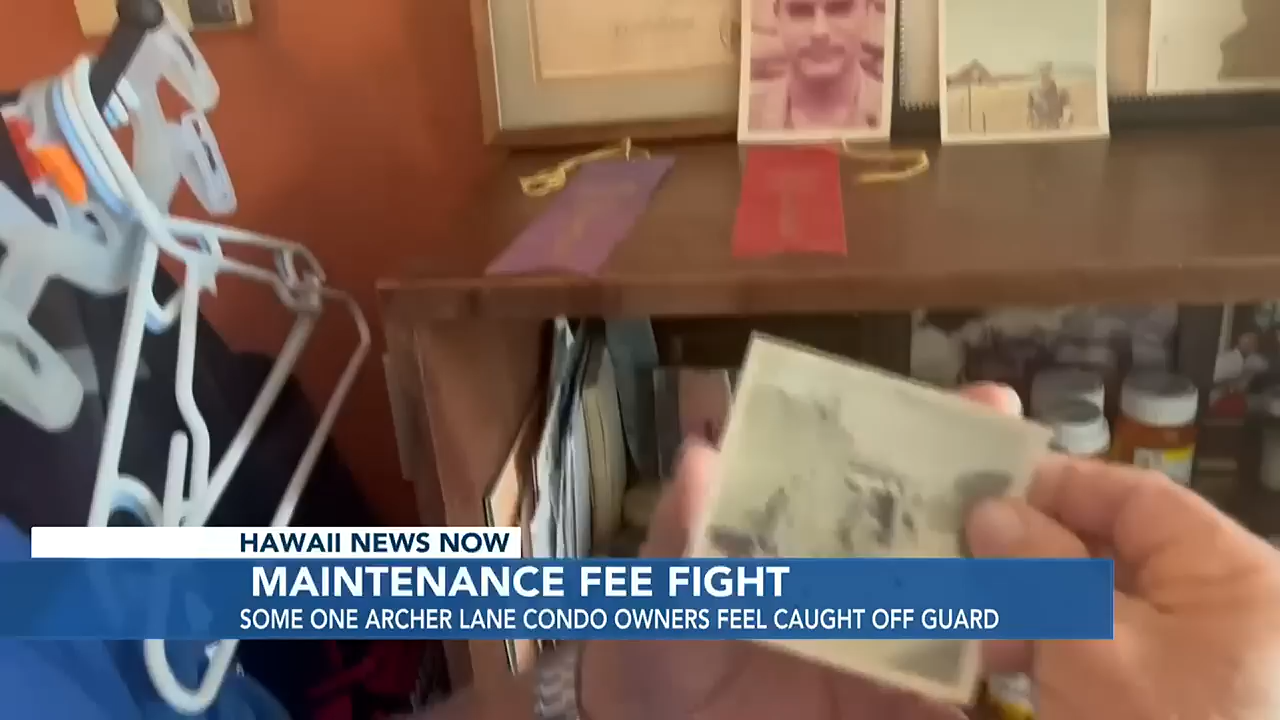 HAWAII NEWS NOW
MAINTENANCE FEE FIGHT
SOME ONE ARCHER LANE CONDO OWNERS FEEL CAUGHT OFF GUARD